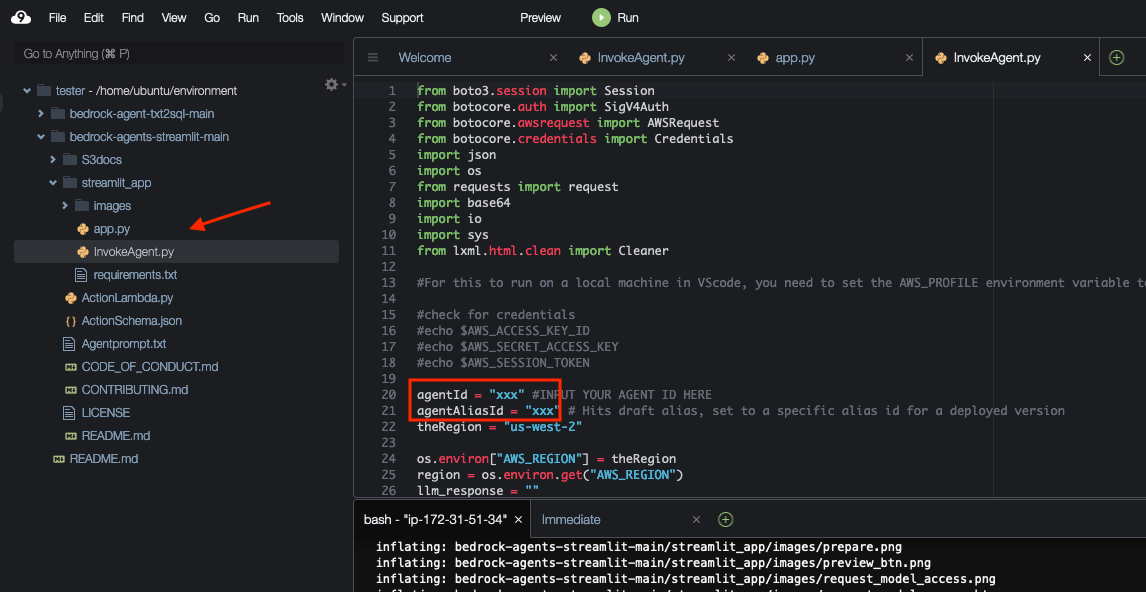 File Edit Find View Go Run Tools Window Support Preview Run
Go to Anything (⌘ P)
tester - /home/ubuntu/environment
bedrock-agent-txt2sql-main
bedrock-agents-streamlit-main
S3docs
streamlit_app
images
app.py
InvokeAgent.py
requirements.txt
ActionLambda.py
ActionSchema.json
Agentprompt.txt
CODE_OF_CONDUCT.md
CONTRIBUTING.md
LICENSE
README.md
README.md
Welcome InvokeAgent.py app.py InvokeAgent.py
1 from boto3.session import Session
2 from botocore.auth import SigV4Auth
3 from botocore.awsrequest import AWSRequest
4 from botocore.credentials import Credentials
5 import json
6 import os
7 from requests import request
8 import base64
9 import io
10 import sys
11 from lxml.html.clean import Cleaner
12
13 #For this to run on a local machine in VScode, you need to set the AWS_PROFILE environment variable
14
15 #check for credentials
16 #echo $AWS_ACCESS_KEY_ID
17 #echo $AWS_SECRET_ACCESS_KEY
18 #echo $AWS_SESSION_TOKEN
19
20 agentId = "xxx" #INPUT YOUR AGENT ID HERE
21 agentAliasId = "xxx" # Hits draft alias, set to a specific alias id for a deployed version
22 theRegion = "us-west-2"
23
24 os.environ["AWS_REGION"] = theRegion
25 region = os.environ.get("AWS_REGION")
26 llm_response = ""
bash - "ip-172-31-51-34" Immediate
inflating: bedrock-agents-streamlit-main/streamlit_app/images/prepare.png
inflating: bedrock-agents-streamlit-main/streamlit_app/images/preview_btn.png
inflating: bedrock-agents-streamlit-main/streamlit_app/images/request_model_access.png